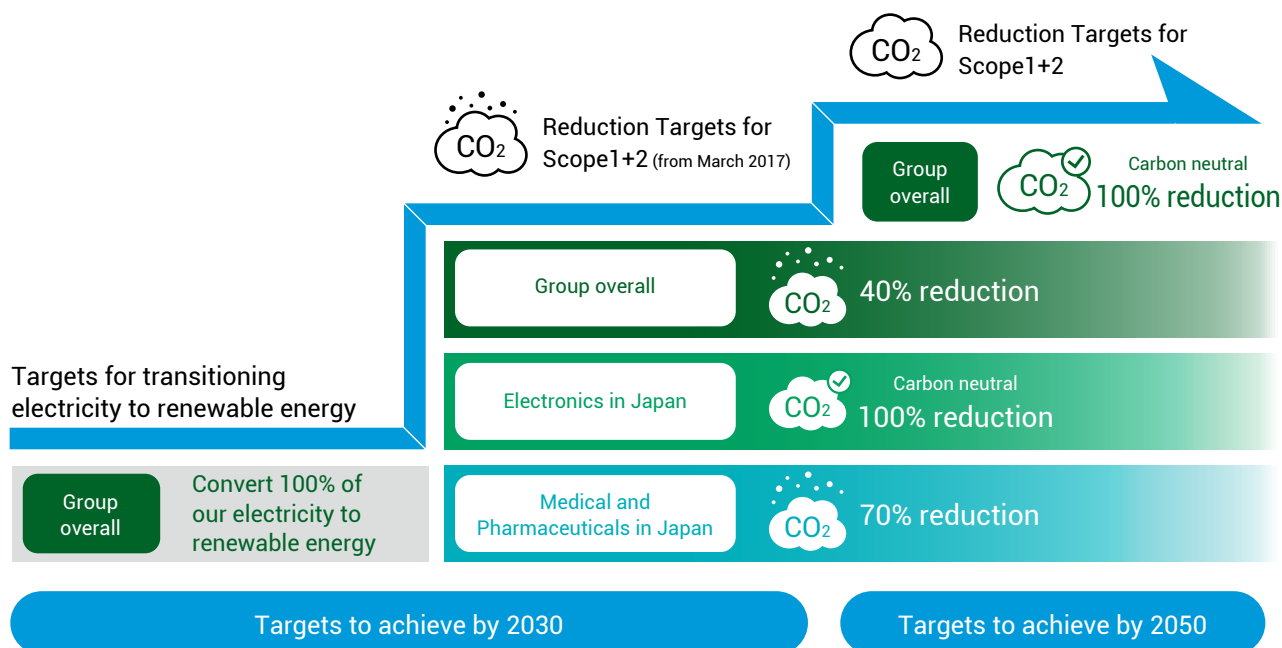 CO2
Reduction Targets for
Scope1+2
CO2
Reduction Targets for
Scope1+2 (from March 2017)
Group
overall
CO2
Carbon neutral
100% reduction
Group overall
CO2
40% reduction
Targets for transitioning
electricity to renewable energy
Electronics in Japan
CO2
Carbon neutral
100% reduction
Group
overall
Convert 100% of
our electricity to
renewable energy
Medical and
Pharmaceuticals in Japan
CO2
70% reduction
Targets to achieve by 2030
Targets to achieve by 2050